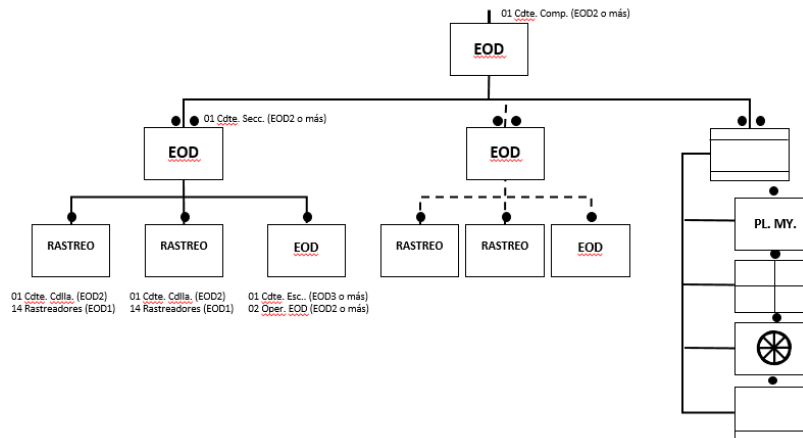 01 Cdte. Comp. (EOD2 o más)
EOD
01 Cdte. Secc. (EOD2 o más)
EOD
EOD
RASTREO
RASTREO
EOD
RASTREO
RASTREO
EOD
PL. MY.
01 Cdte. Cdlla. (EOD2)
14 Rastreadores (EOD1)
01 Cdte. Cdlla. (EOD2)
14 Rastreadores (EOD1)
01 Cdte. Esc.. (EOD3 o más)
02 Oper. EOD (EOD2 o más)